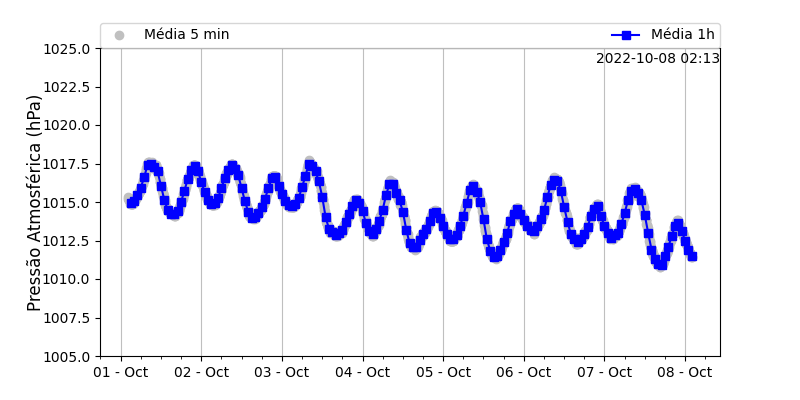 Média 5 min
Média 1h
2022-10-08 02:13
Pressão Atmosférica (hPa)
1025.0
1022.5
1020.0
1017.5
1015.0
1012.5
1010.0
1007.5
1005.0
01 - Oct
02 - Oct
03 - Oct
04 - Oct
05 - Oct
06 - Oct
07 - Oct
08 - Oct